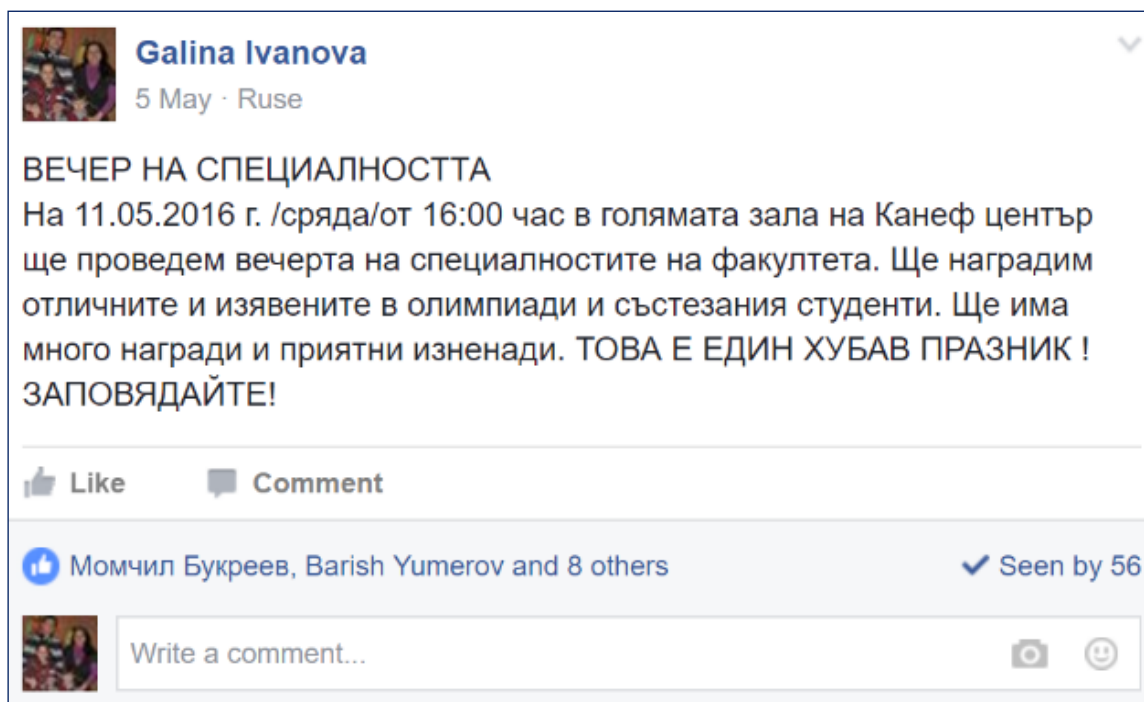 Galina Ivanova
5 May · Ruse
ВЕЧЕР НА СПЕЦИАЛНОСТТА
На 11.05.2016 г. /сряда/от 16:00 час в голямата зала на Канеф център
ще проведем вечерта на специалностите на факултета. Ще наградим
отличните и изявените в олимпиади и състезания студенти. Ще има
много награди и приятни изненади. ТОВА Е ЕДИН ХУБАВ ПРАЗНИК !
ЗАПОВЯДАЙТЕ!
Like Comment
Момчил Букреев, Barish Yumerov and 8 others Seen by 56
Write a comment...